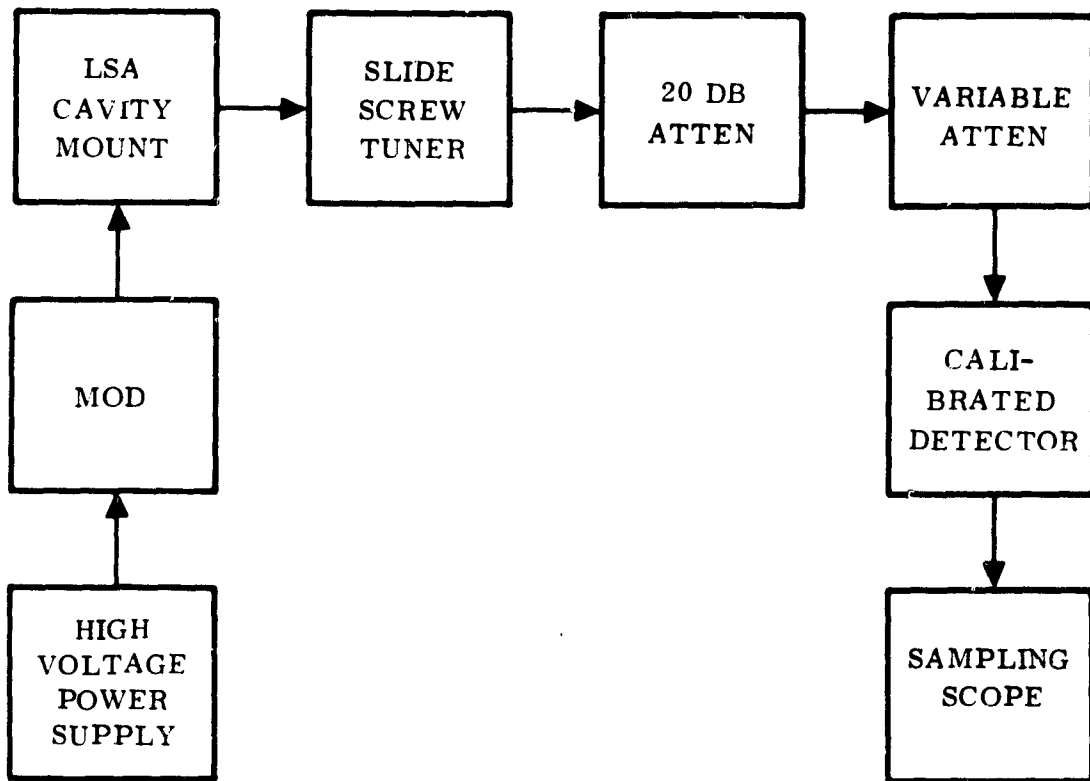 LSA
CAVITY
MOUNT
SLIDE
SCREW
TUNER
20 DB
ATTEN
VARIABLE
ATTEN
MOD
CALI-
BRATED
DETECTOR
HIGH
VOLTAGE
POWER
SUPPLY
SAMPLING
SCOPE